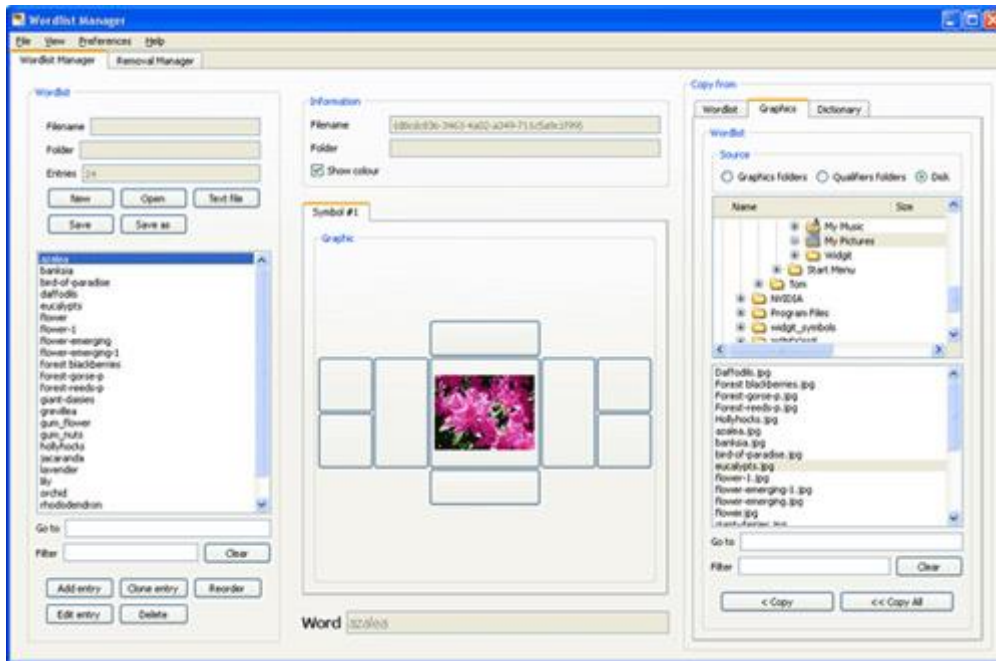 Wordlist Manager
File View Preferences Help
Wordlist Manager Removal Manager
Wordlist
Filename
Folder
Entries 24
New Open Text file
Save Save as
azalea
banksia
bird-of-paradise
daffodils
eucalypts
flower
flower-1
flower-emerging
flower-emerging-1
forest blackberries
forest-gorse-p
forest-reeds-p
giant-daisies
grevillea
gum_flower
gum_nuts
hollyhocks
jacaranda
lavender
lily
orchid
rhododendron
Go to
Filter
Clear
Add entry Clone entry Reorder
Edit entry Delete
Information
Filename
Folder
Show colour
Symbol #1
Graphic
Word azalea
Copy from
Wordlist Graphics Dictionary
Wordlist
Source
Graphics folders Qualifiers folders Disk
Name Size
My Music
My Pictures
Widgit
Start Menu
Tom
NVIDIA
Program Files
widgit_symbols
WINDOWS
Daffodils.jpg
Forest blackberries.jpg
Forest-gorse-p.jpg
Forest-reeds-p.jpg
Hollyhocks.jpg
azalea.jpg
banksia.jpg
bird-of-paradise.jpg
eucalypts.jpg
flower-1.jpg
flower-emerging-1.jpg
flower-emerging.jpg
flower.jpg
Go to
Filter
Clear
< Copy << Copy All